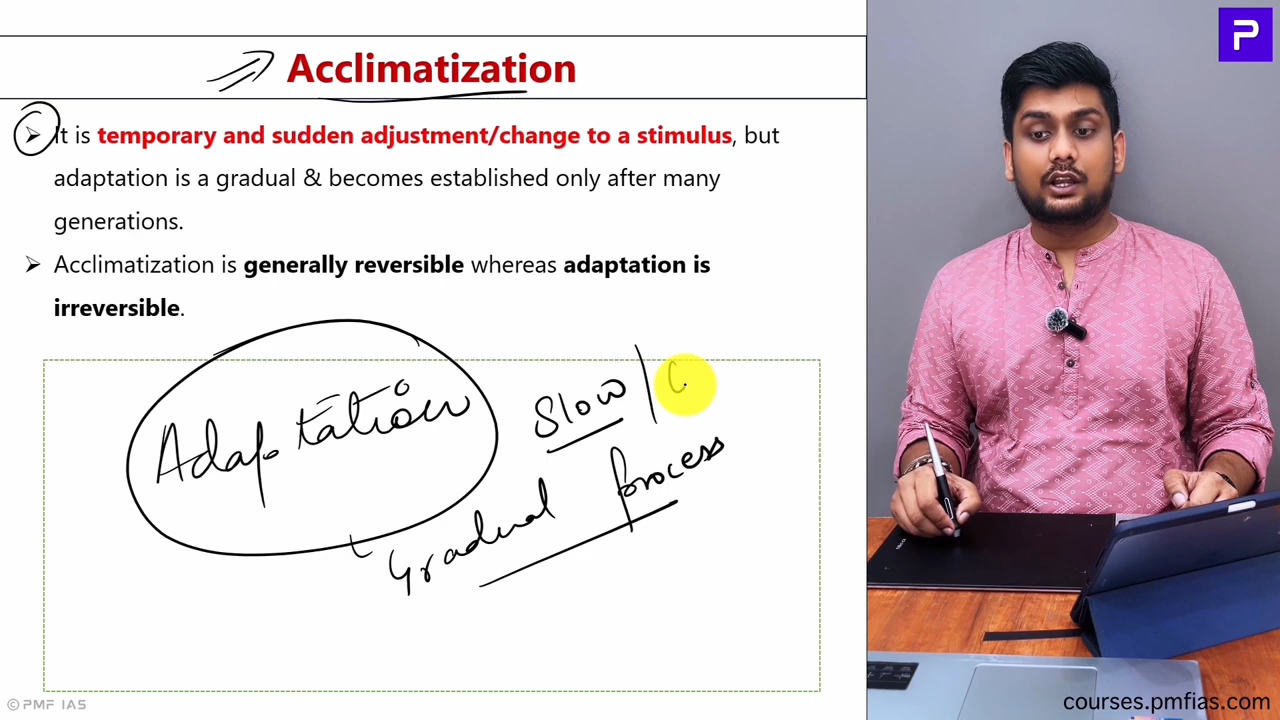 P
Acclimatization
➤ It is temporary and sudden adjustment/change to a stimulus, but
adaptation is a gradual & becomes established only after many
generations.
➤ Acclimatization is generally reversible whereas adaptation is
irreversible.
Adaptation
Slow /
Gradual process
© PMF IAS
courses.pmfias.com